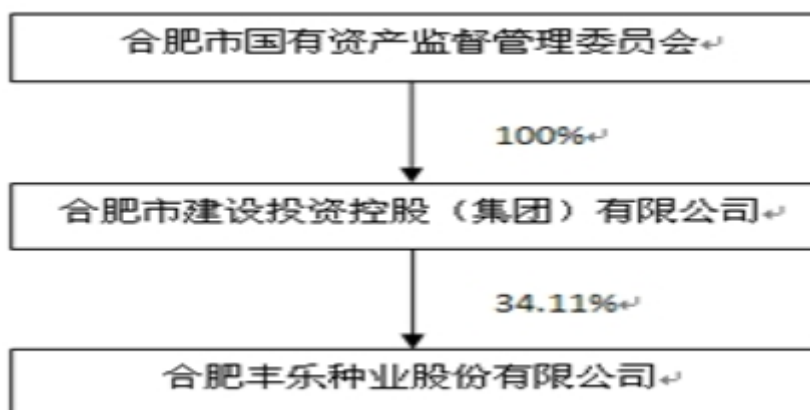 合肥市国有资产监督管理委员会↵
100%↵
合肥市建设投资控股（集团）有限公司↵
34.11%↵
合肥丰乐种业股份有限公司↵